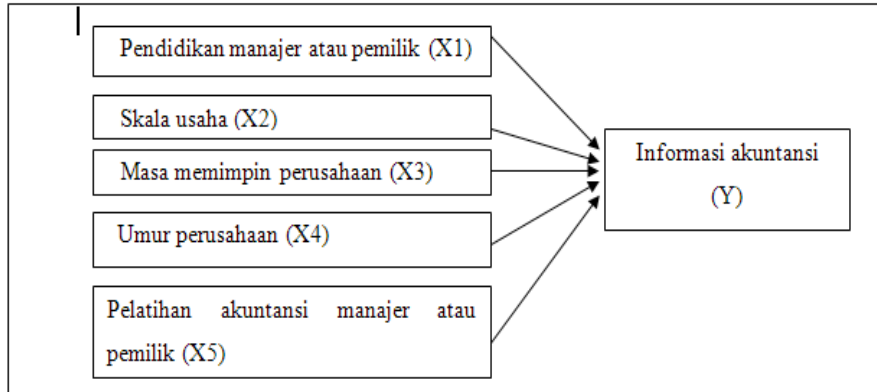 Pendidikan manajer atau pemilik (X1)
Skala usaha (X2)
Masa memimpin perusahaan (X3)
Umur perusahaan (X4)
Pelatihan akuntansi manajer atau
pemilik (X5)
Informasi akuntansi
(Y)